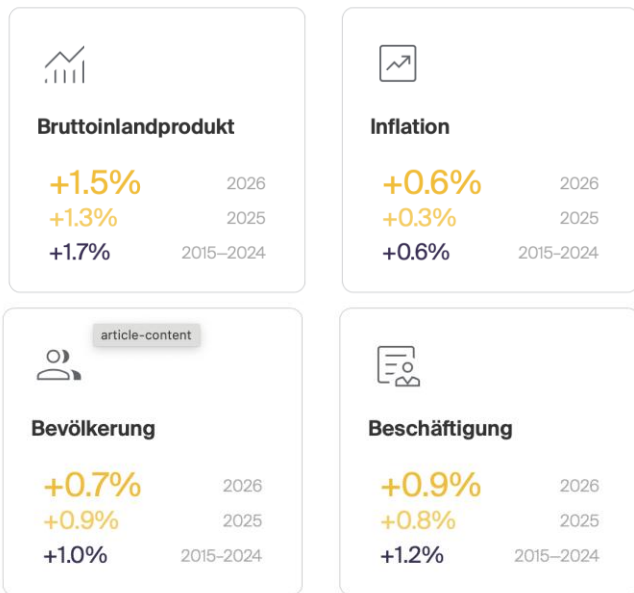 Bruttoinlandprodukt
+1.5% 2026
+1.3% 2025
+1.7% 2015–2024
Inflation
+0.6% 2026
+0.3% 2025
+0.6% 2015-2024
article-content
Bevölkerung
+0.7% 2026
+0.9% 2025
+1.0% 2015-2024
Beschäftigung
+0.9% 2026
+0.8% 2025
+1.2% 2015–2024